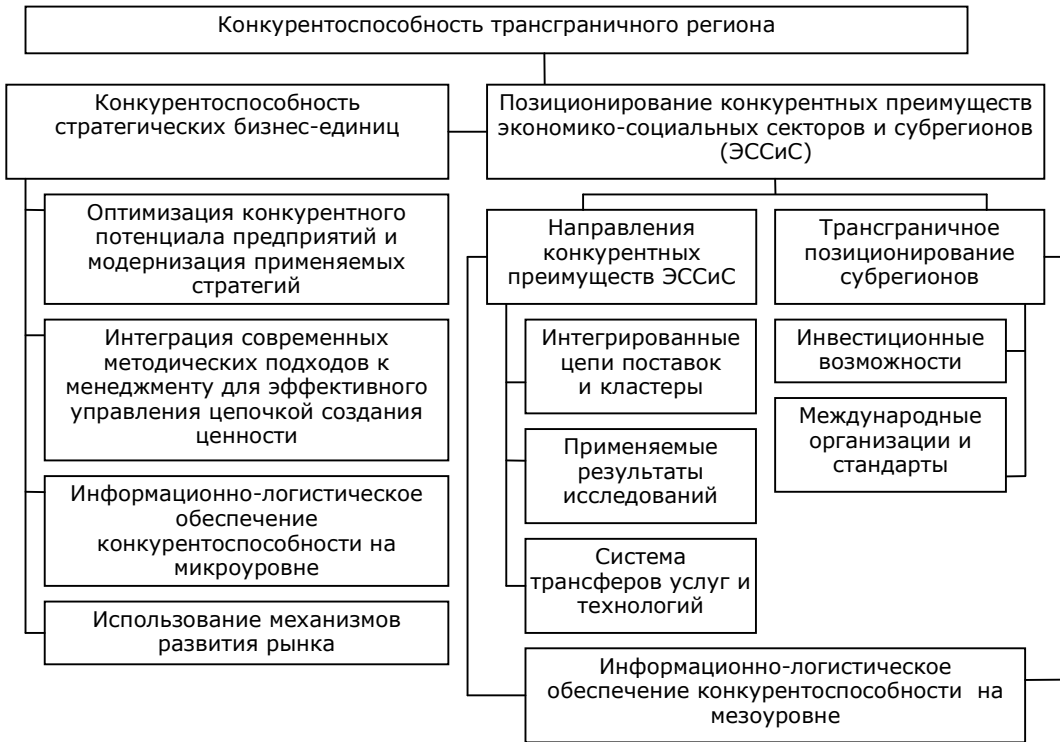 Конкурентоспособность трансграничного региона
Конкурентоспособность
стратегических бизнес-единиц
Позиционирование конкурентных преимуществ
экономико-социальных секторов и субрегионов
(ЭССиС)
Оптимизация конкурентного
потенциала предприятий и
модернизация применяемых
стратегий
Интеграция современных
методических подходов к
менеджменту для эффективного
управления цепочкой создания
ценности
Информационно-логистическое
обеспечение
конкурентоспособности на
микроуровне
Использование механизмов
развития рынка
Направления
конкурентных
преимуществ ЭССиС
Интегрированные
цепи поставок
и кластеры
Применяемые
результаты
исследований
Система
трансферов услуг и
технологий
Трансграничное
позиционирование
субрегионов
Инвестиционные
возможности
Международные
организации и
стандарты
Информационно-логистическое
обеспечение конкурентоспособности на
мезоуровне